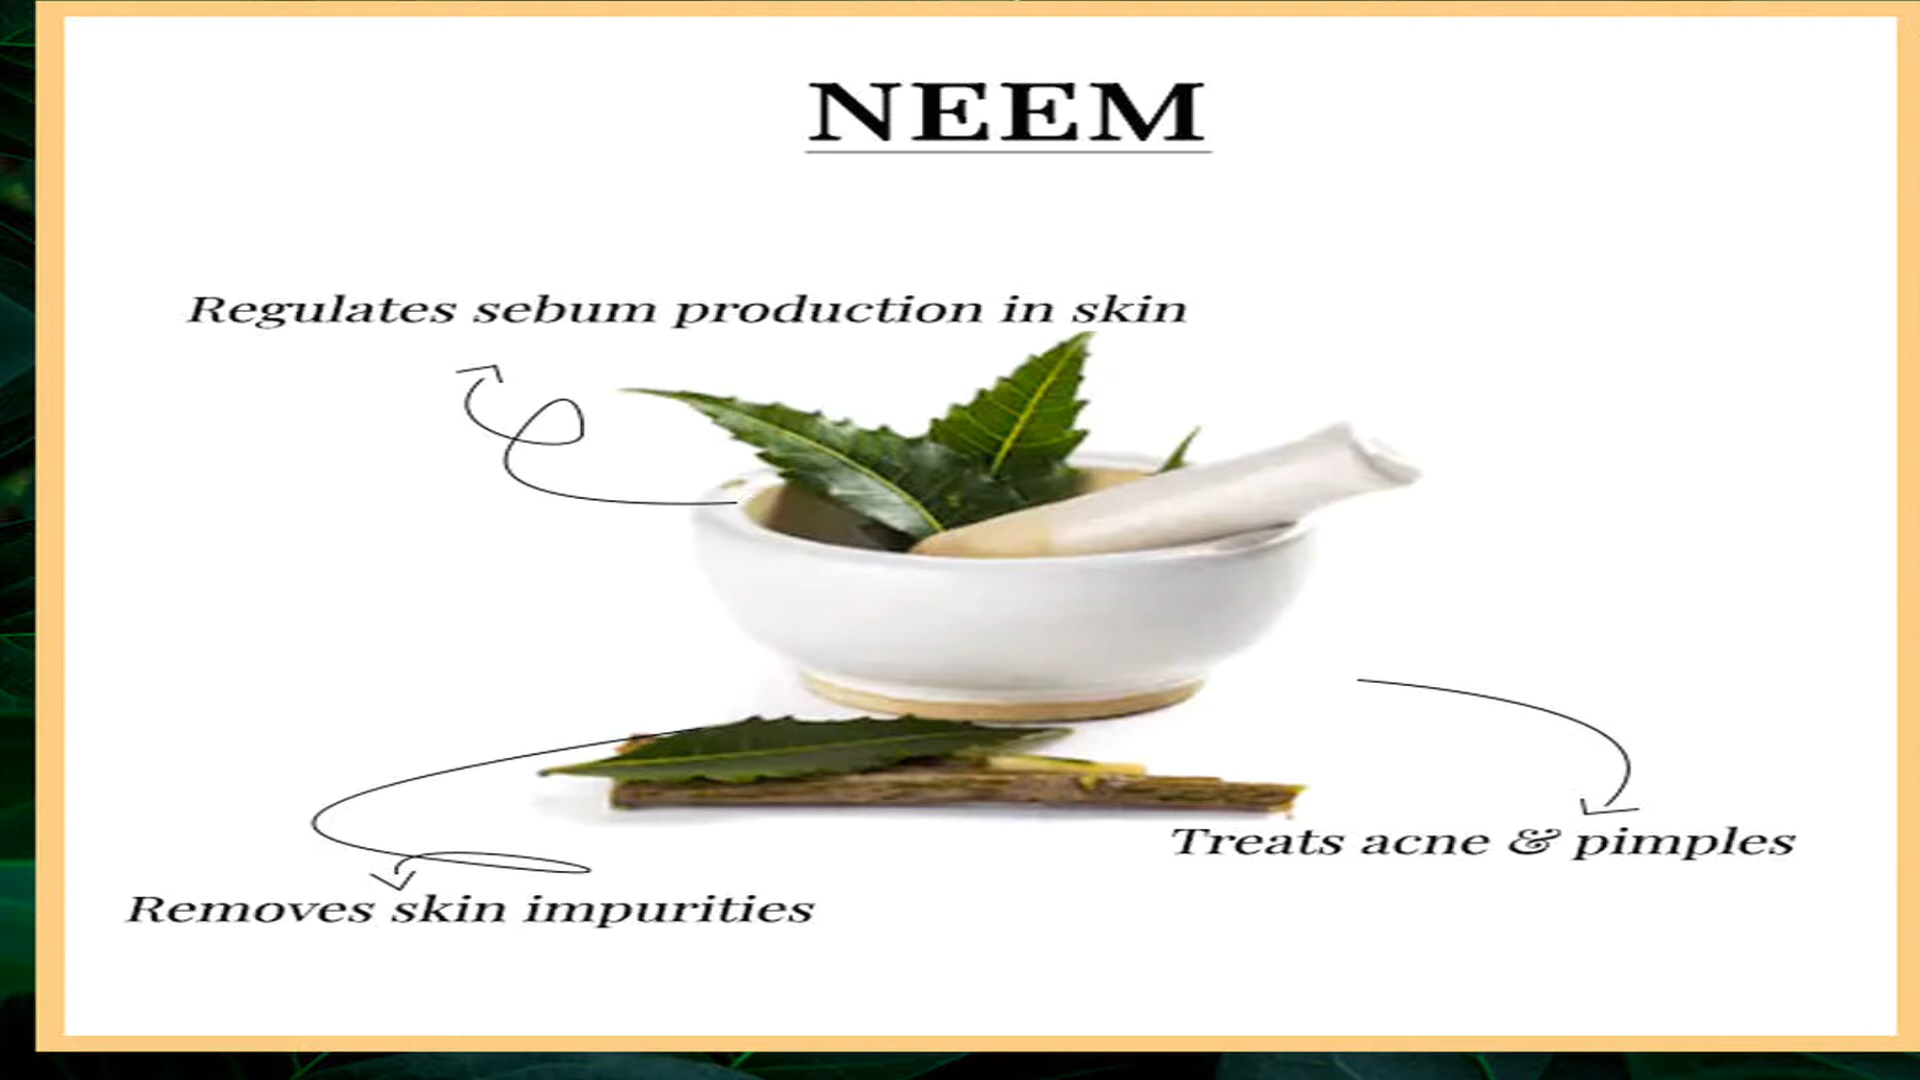 NEEM
Regulates sebum production in skin
Treats acne & pimples
Removes skin impurities